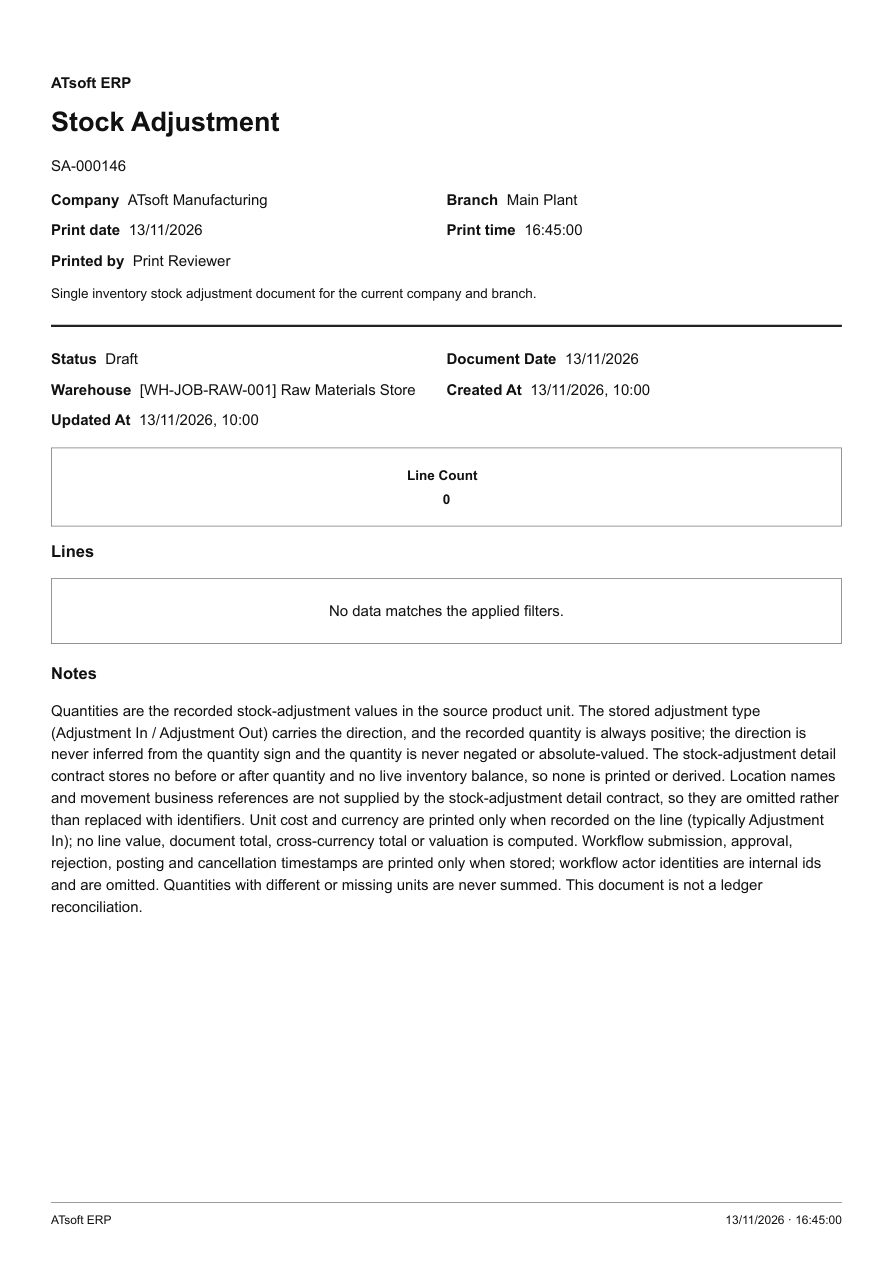 ATsoft ERP
Stock Adjustment
SA-000146
Company ATsoft Manufacturing
Branch Main Plant
Print date 13/11/2026
Print time 16:45:00
Printed by Print Reviewer
Single inventory stock adjustment document for the current company and branch.
Status Draft
Document Date 13/11/2026
Warehouse [WH-JOB-RAW-001] Raw Materials Store
Created At 13/11/2026, 10:00
Updated At 13/11/2026, 10:00
Line Count
0
Lines
No data matches the applied filters.
Notes
Quantities are the recorded stock-adjustment values in the source product unit. The stored adjustment type
(Adjustment In / Adjustment Out) carries the direction, and the recorded quantity is always positive; the direction is
never inferred from the quantity sign and the quantity is never negated or absolute-valued. The stock-adjustment detail
contract stores no before or after quantity and no live inventory balance, so none is printed or derived. Location names
and movement business references are not supplied by the stock-adjustment detail contract, so they are omitted rather
than replaced with identifiers. Unit cost and currency are printed only when recorded on the line (typically Adjustment
In); no line value, document total, cross-currency total or valuation is computed. Workflow submission, approval,
rejection, posting and cancellation timestamps are printed only when stored; workflow actor identities are internal ids
and are omitted. Quantities with different or missing units are never summed. This document is not a ledger
reconciliation.
ATsoft ERP
13/11/2026 · 16:45:00